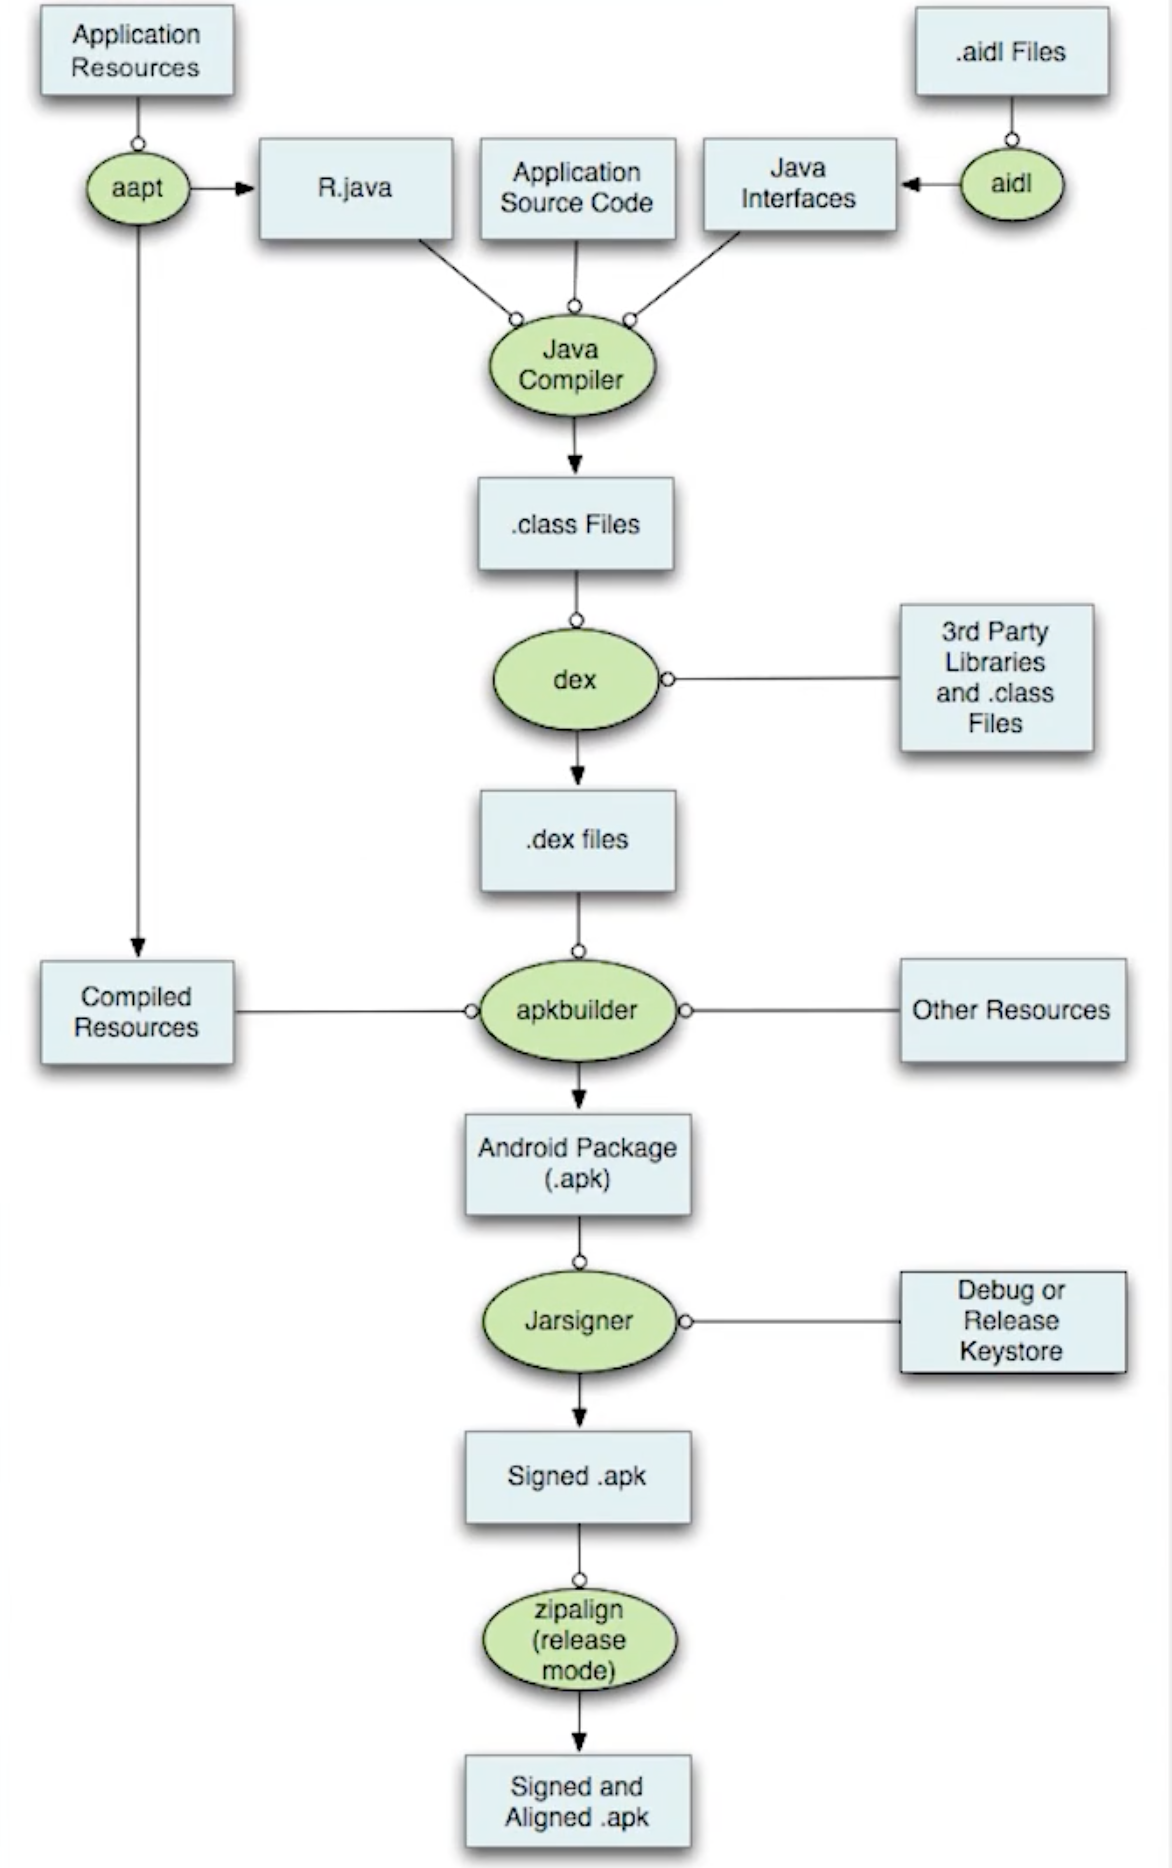 Application
Resources
.aidl Files
aapt
R.java
Application
Source Code
Java
Interfaces
aidl
Java
Compiler
.class Files
3rd Party
Libraries
and .class
Files
dex
.dex files
Compiled
Resources
apkbuilder
Other Resources
Android Package
(.apk)
Jarsigner
Debug or
Release
Keystore
Signed .apk
zipalign
(release
mode)
Signed and
Aligned .apk